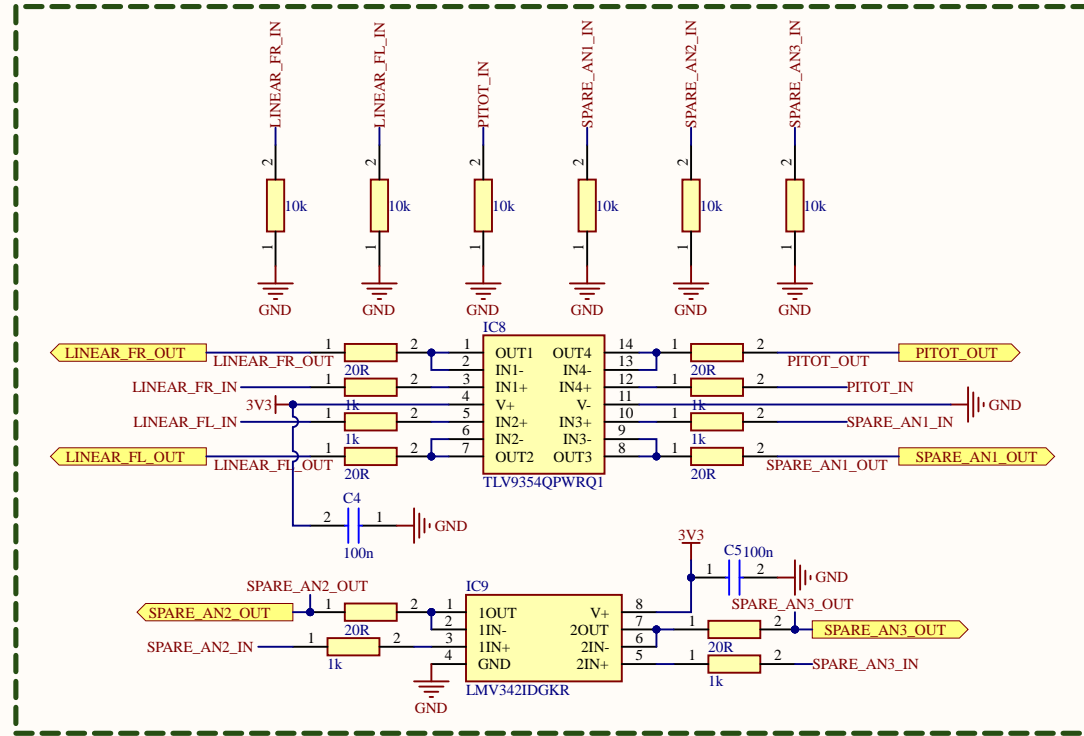 LINEAR_FR_IN
LINEAR_FL_IN
PITOT_IN
SPARE_AN1_IN
SPARE_AN2_IN
SPARE_AN3_IN
2 2 2 2 2 2
10k 10k 10k 10k 10k 10k
1 1 1 1 1 1
GND GND GND GND GND GND
IC8
LINEAR_FR_OUT LINEAR_FR_OUT 1 2 20R 1 OUT1 OUT4 14 1 2 20R PITOT_OUT PITOT_OUT
2 IN1- IN4- 13
LINEAR_FR_IN 1 2 1k 3 IN1+ IN4+ 12 1 2 1k PITOT_IN
3V3 4 V+ V- 11 GND
LINEAR_FL_IN 1 2 1k 5 IN2+ IN3+ 10 1 2 1k SPARE_AN1_IN
6 IN2- IN3- 9
LINEAR_FL_OUT LINEAR_FL_OUT 1 2 20R 7 OUT2 OUT3 8 1 2 20R SPARE_AN1_OUT SPARE_AN1_OUT
TLV9354QPWRQ1
C4
2 1 GND
100n
3V3
C5 100n
1 2 GND
SPARE_AN2_OUT
IC9
SPARE_AN3_OUT
SPARE_AN2_OUT 1 2 20R 1 1OUT V+ 8
2 1IN- 2OUT 7 1 2 20R SPARE_AN3_OUT
SPARE_AN2_IN 1 2 1k 3 1IN+ 2IN- 6
4 GND 2IN+ 5 1 2 1k SPARE_AN3_IN
LMV342IDGKR
GND